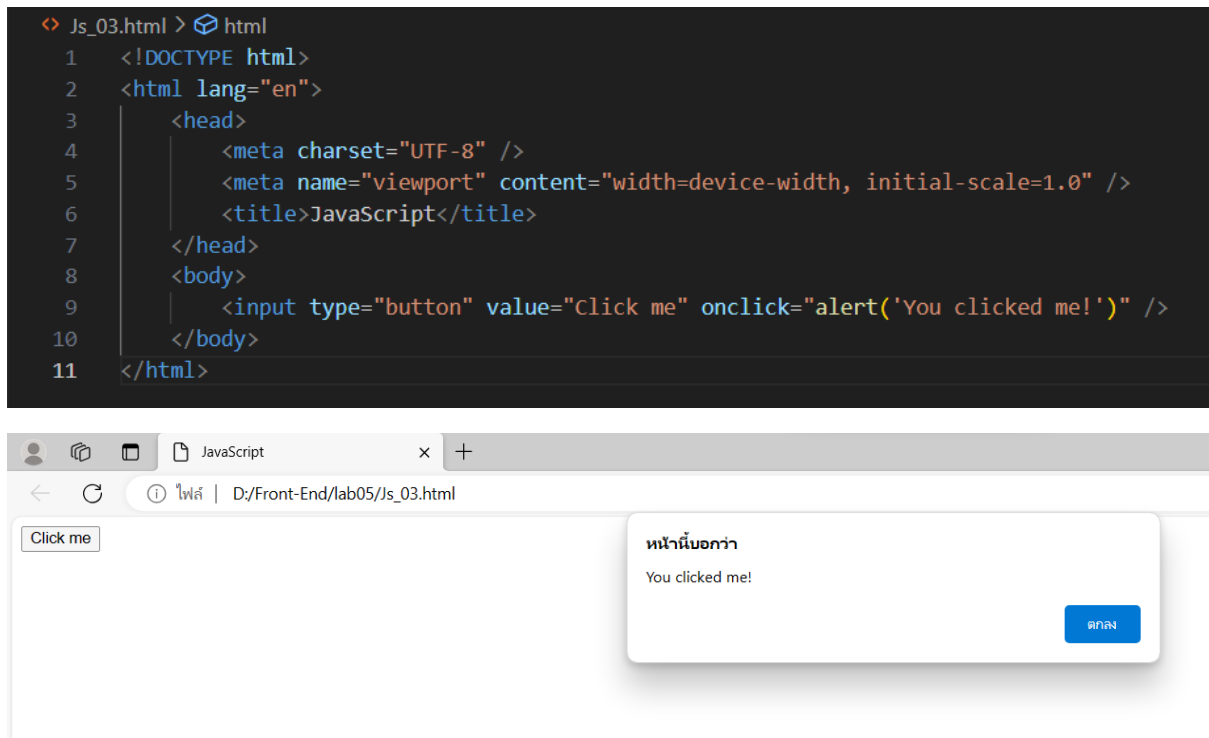 Js_03.html > html
1 <!DOCTYPE html>
2 <html lang="en">
3 <head>
4 <meta charset="UTF-8" />
5 <meta name="viewport" content="width=device-width, initial-scale=1.0" />
6 <title>JavaScript</title>
7 </head>
8 <body>
9 <input type="button" value="Click me" onclick="alert('You clicked me!')" />
10 </body>
11 </html>
JavaScript
ไฟล์ | D:/Front-End/lab05/Js_03.html
Click me
หน้านี้บอกว่า
You clicked me!
ตกลง